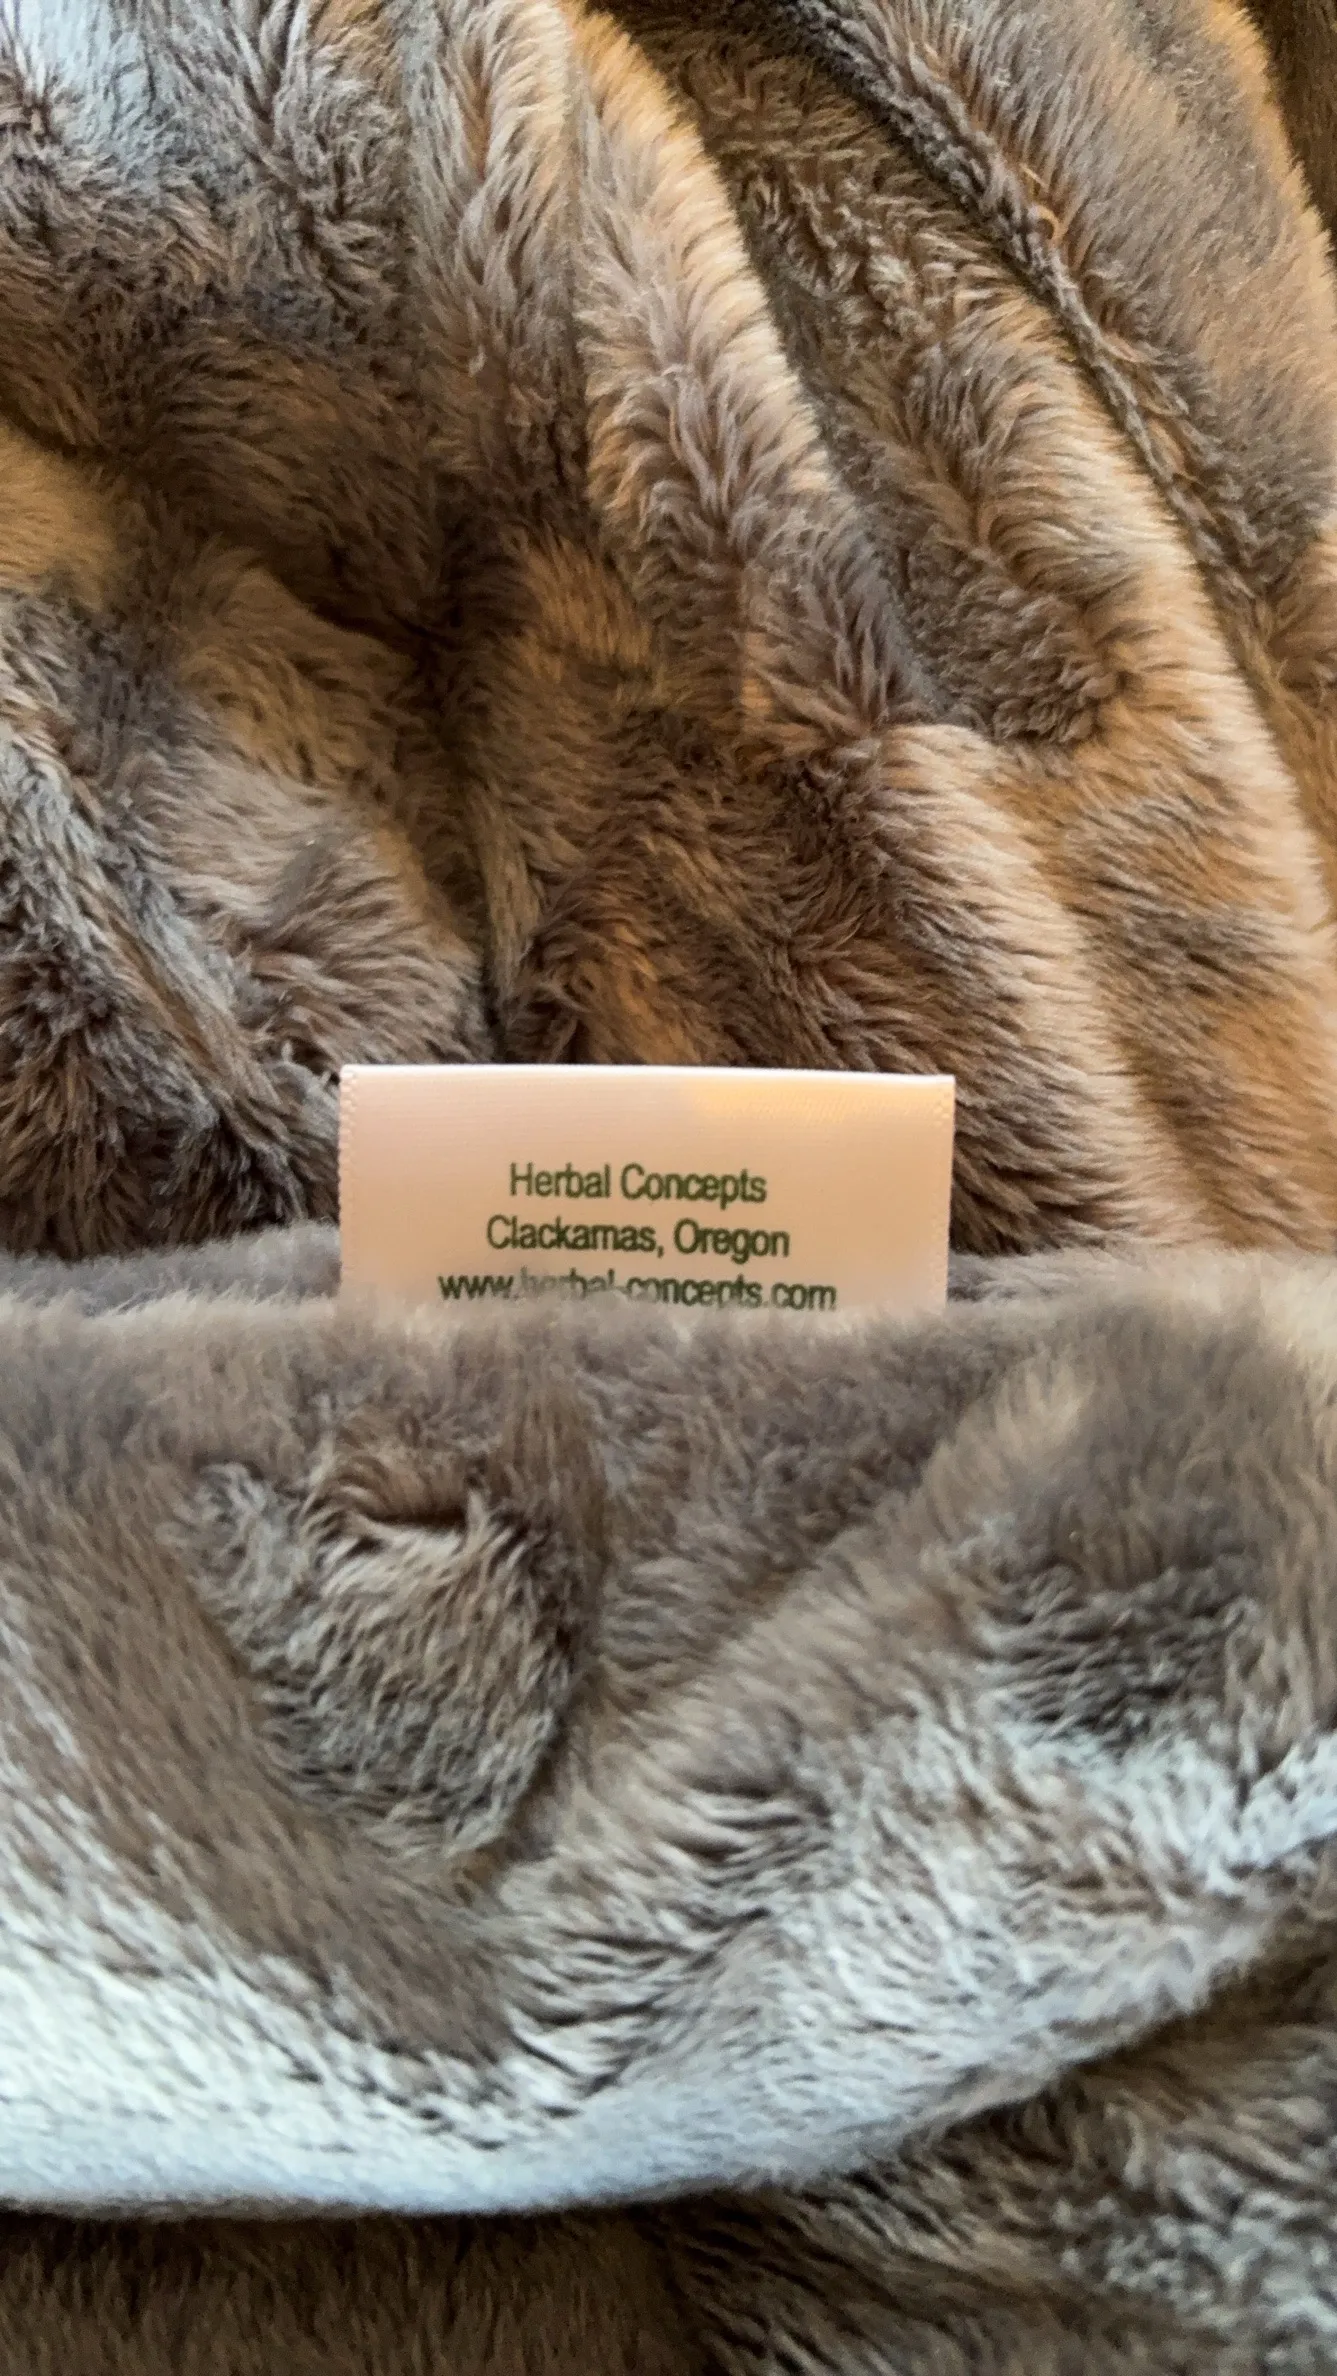 Herbal Concepts
Clackamas, Oregon
www.herbal-concepts.com